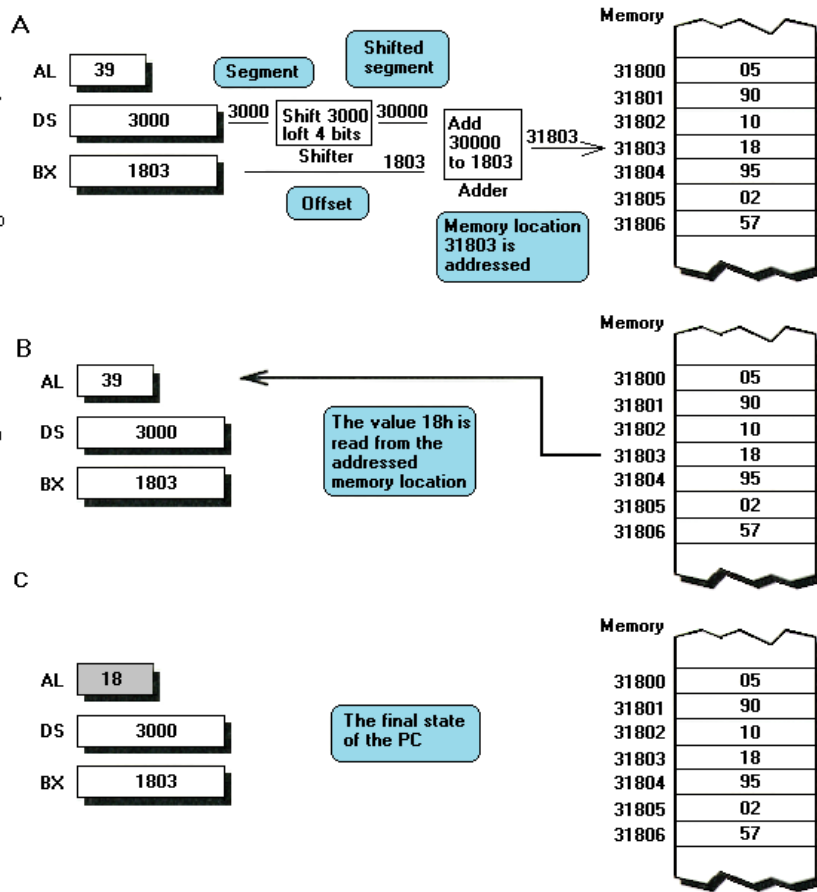 A
Memory
AL 39
Segment
Shifted segment
31800 05
31801 90
DS 3000
3000
Shift 3000 loft 4 bits
30000
Add 30000 to 1803
31803
31802 10
31803 18
Shifter
BX 1803
1803
Adder
31804 95
Offset
31805 02
Memory location 31803 is addressed
31806 57
B
Memory
AL 39
31800 05
31801 90
DS 3000
The value 18h is read from the addressed memory location
31802 10
31803 18
BX 1803
31804 95
31805 02
31806 57
C
Memory
AL 18
31800 05
31801 90
DS 3000
The final state of the PC
31802 10
31803 18
BX 1803
31804 95
31805 02
31806 57